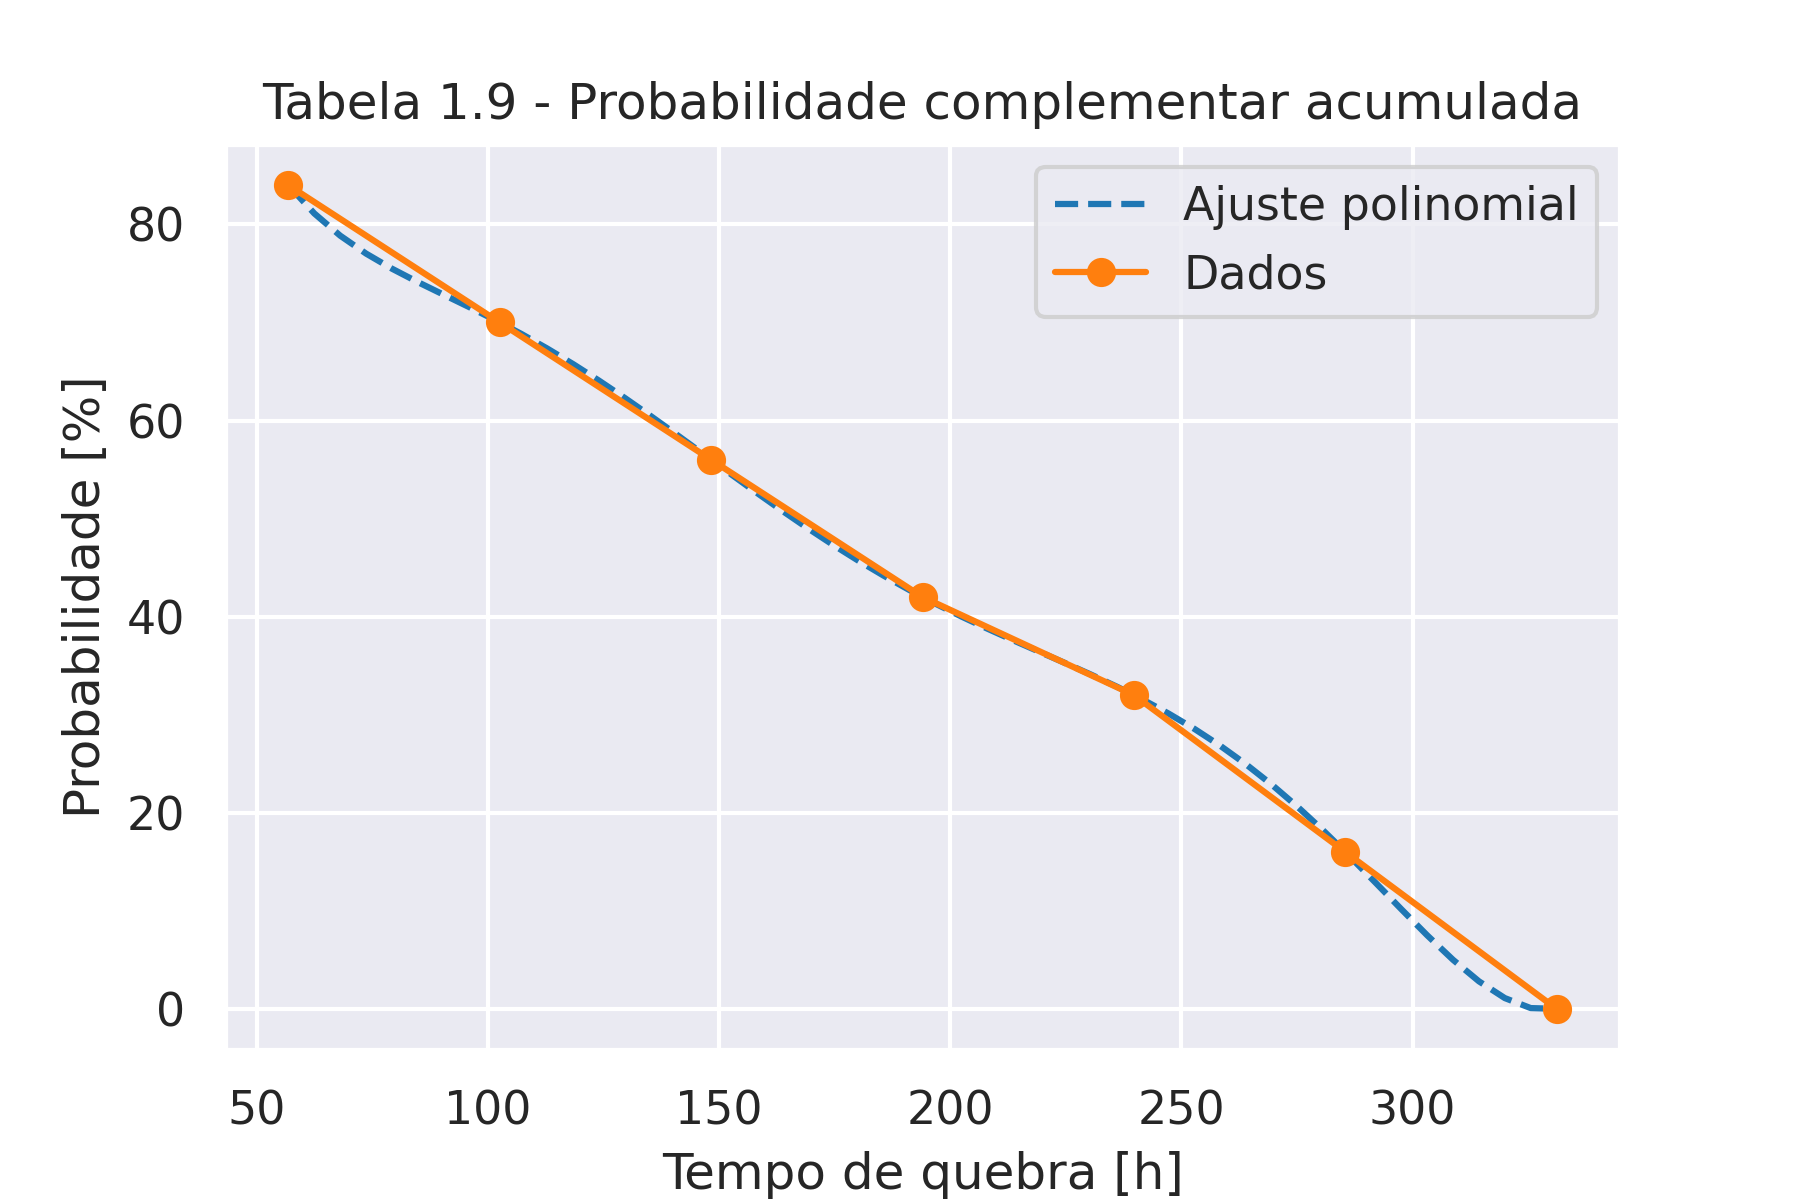 Tabela 1.9 - Probabilidade complementar acumulada
Ajuste polinomial
Dados
Probabilidade [%]
80
60
40
20
0
50 100 150 200 250 300
Tempo de quebra [h]